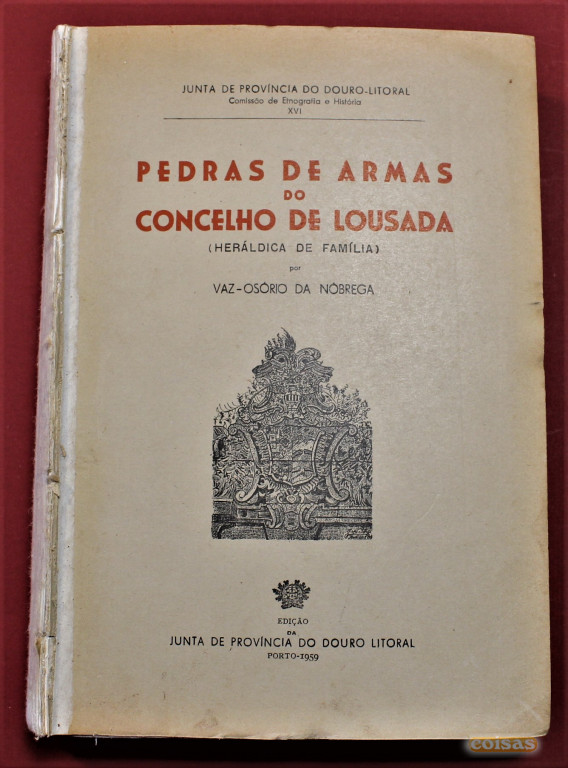 JUNTA DE PROVÍNCIA DO DOURO-LITORAL
Comissão de Etnografia e História
XVI
PEDRAS DE ARMAS
DO
CONCELHO DE LOUSADA
(HERÁLDICA DE FAMÍLIA)
por
VAZ-OSÓRIO DA NÓBREGA
EDIÇÃO
DA
JUNTA DE PROVÍNCIA DO DOURO LITORAL
PORTO-1959
coisas